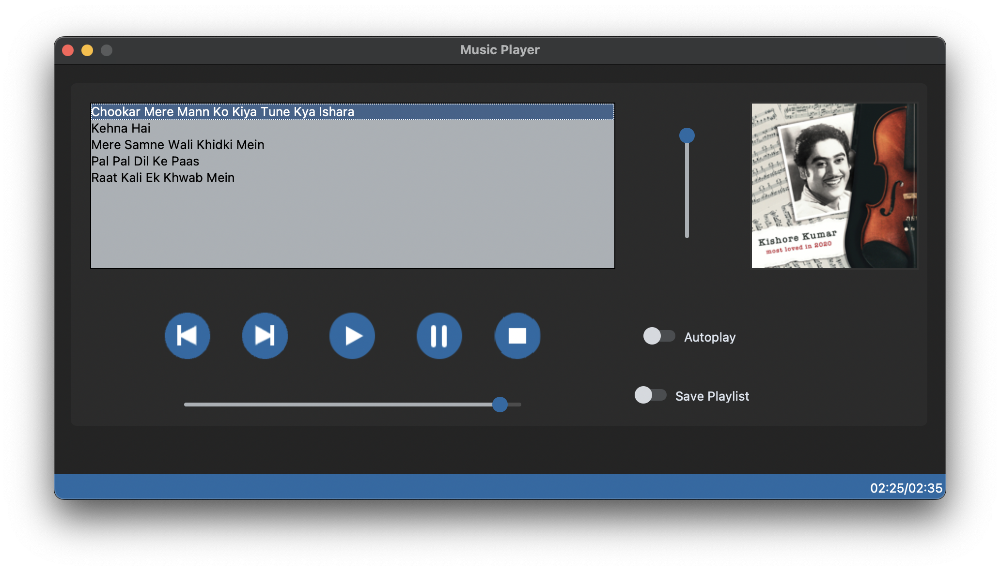 Music Player
Chookar Mere Mann Ko Kiya Tune Kya Ishara
Kehna Hai
Mere Samne Wali Khidki Mein
Pal Pal Dil Ke Paas
Raat Kali Ek Khwab Mein
Kishore Kumar
most loved in 2020
Autoplay
Save Playlist
02:25/02:35